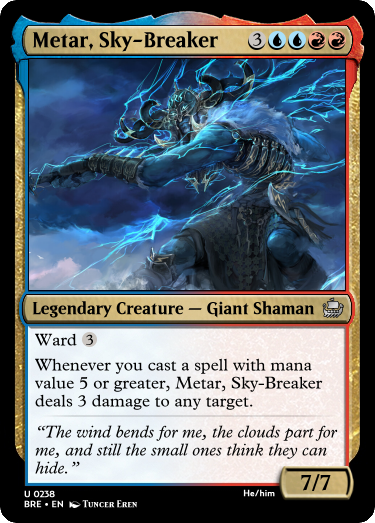 Metar, Sky-Breaker 3
Legendary Creature — Giant Shaman
Ward 3
Whenever you cast a spell with mana
value 5 or greater, Metar, Sky-Breaker
deals 3 damage to any target.
“The wind bends for me, the clouds part for
me, and still the small ones think they can
hide.”
7/7
U 0238
He/him
BRE • EN Tuncer Eren